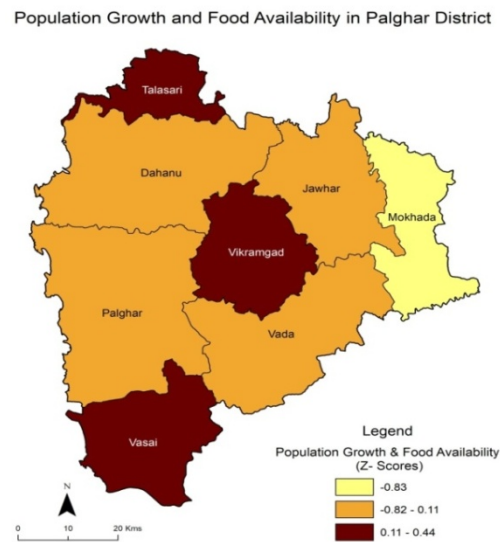 Population Growth and Food Availability in Palghar District
Talasari
Dahanu
Jawhar
Mokhada
Vikramgad
Palghar
Vada
Vasai
Legend
Population Growth & Food Availability
(Z- Scores)
-0.83
-0.82 - 0.11
0.11 - 0.44
N
0 10 20 Kms